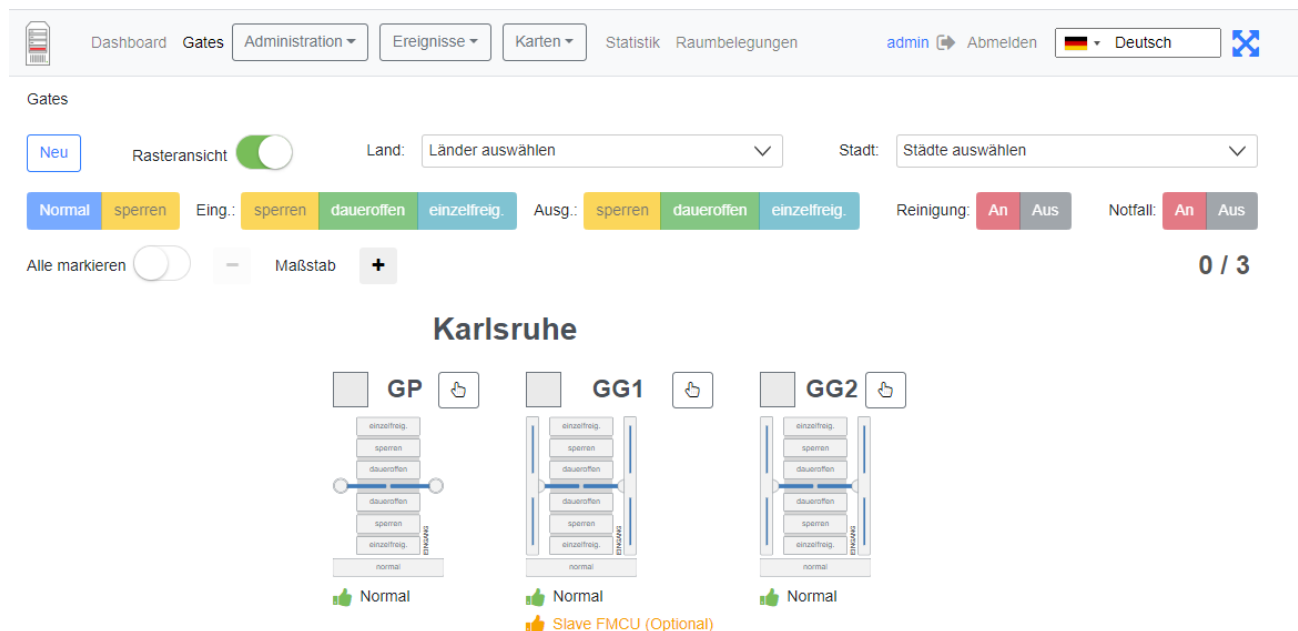 Dashboard Gates Administration Ereignisse Karten Statistik Raumbelegungen admin Abmelden Deutsch
Gates
Neu Rasteransicht Land: Länder auswählen Stadt: Städte auswählen
Normal sperren Eing.: sperren daueroffen einzelfreig. Ausg.: sperren daueroffen einzelfreig. Reinigung: An Aus Notfall: An Aus
Alle markieren − Maßstab + 0 / 3
Karlsruhe
GP GG1 GG2
einzelfreig. einzelfreig. einzelfreig.
sperren sperren sperren
daueroffen daueroffen daueroffen
daueroffen daueroffen daueroffen
sperren sperren sperren
einzelfreig. EINGANG einzelfreig. EINGANG einzelfreig. EINGANG
normal normal normal
Normal Normal Normal
Slave FMCU (Optional)